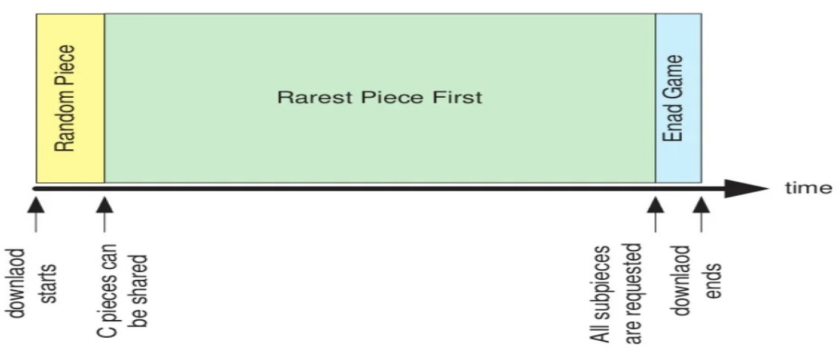 Random Piece
Rarest Piece First
Enad Game
time
downlaod
starts
C pieces can
be shared
All subpieces
are requested
downlaod
ends